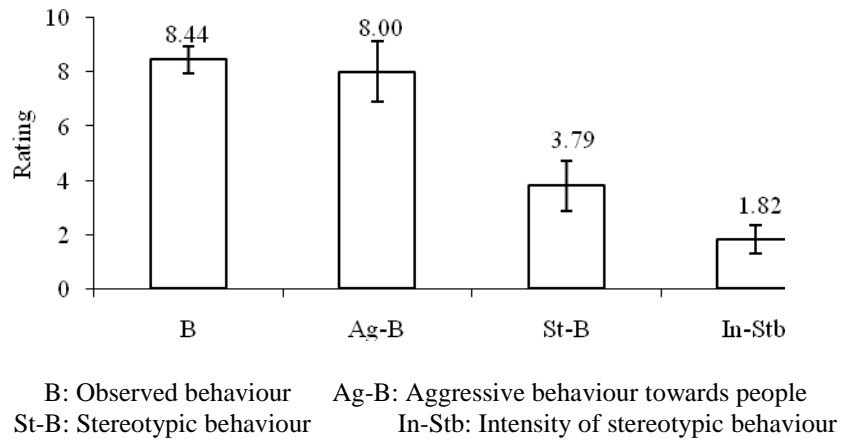 10
8
6
4
2
0
Rating
8.44
8.00
3.79
1.82
B Ag-B St-B In-Stb
B: Observed behaviour Ag-B: Aggressive behaviour towards people
St-B: Stereotypic behaviour In-Stb: Intensity of stereotypic behaviour